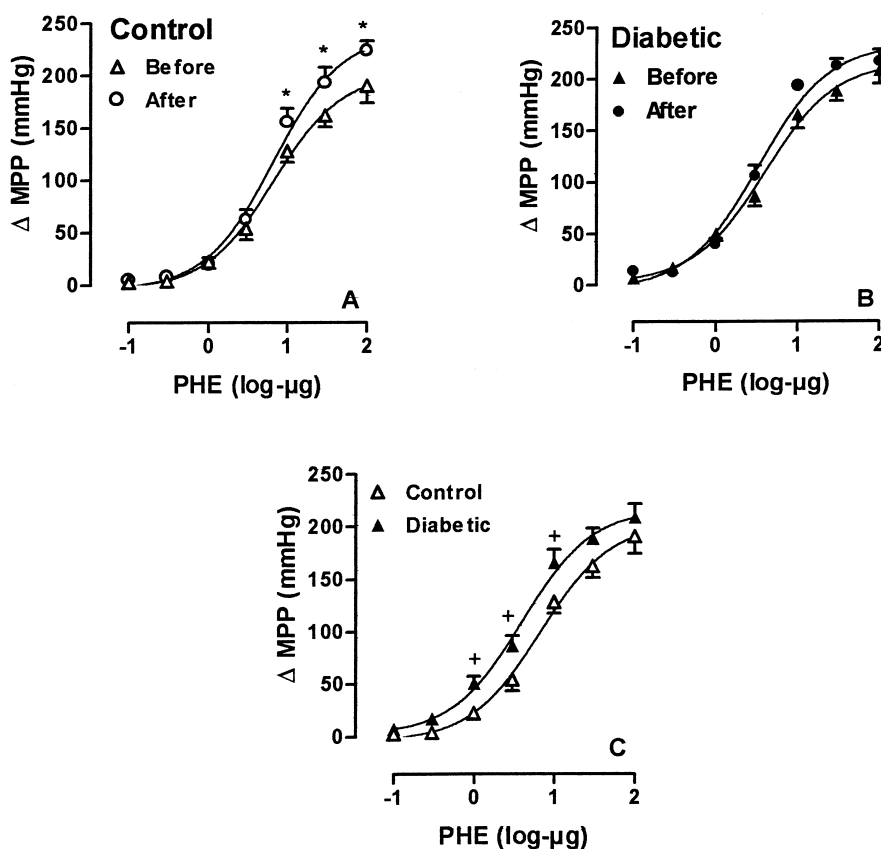 Control
Before
After
* * *
250
200
150
100
50
0
Δ MPP (mmHg)
A
-1 0 1 2
PHE (log-µg)
Diabetic
Before
After
250
200
150
100
50
0
Δ MPP (mmHg)
B
-1 0 1 2
PHE (log-µg)
Control
Diabetic
+ + +
250
200
150
100
50
0
Δ MPP (mmHg)
C
-1 0 1 2
PHE (log-µg)